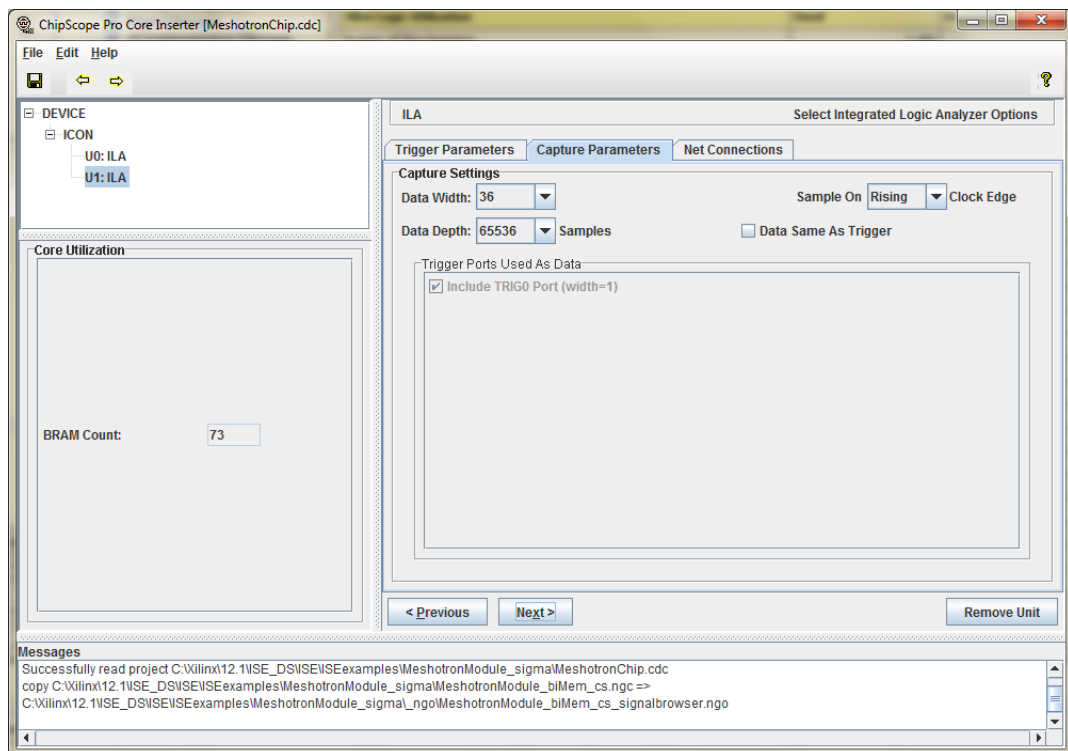 ChipScope Pro Core Inserter [MeshotronChip.cdc]
File Edit Help
DEVICE
ICON
U0: ILA
U1: ILA
Core Utilization
BRAM Count: 73
ILA Select Integrated Logic Analyzer Options
Trigger Parameters Capture Parameters Net Connections
Capture Settings
Data Width: 36 Sample On Rising Clock Edge
Data Depth: 65536 Samples Data Same As Trigger
Trigger Ports Used As Data
Include TRIG0 Port (width=1)
< Previous Next > Remove Unit
Messages
Successfully read project C:\Xilinx\12.1\ISE_DS\ISE\ISEexamples\MeshotronModule_sigma\MeshotronChip.cdc
copy C:\Xilinx\12.1\ISE_DS\ISE\ISEexamples\MeshotronModule_sigma\MeshotronModule_biMem_cs.ngc =>
C:\Xilinx\12.1\ISE_DS\ISE\ISEexamples\MeshotronModule_sigma\_ngo\MeshotronModule_biMem_cs_signalbrowser.ngo